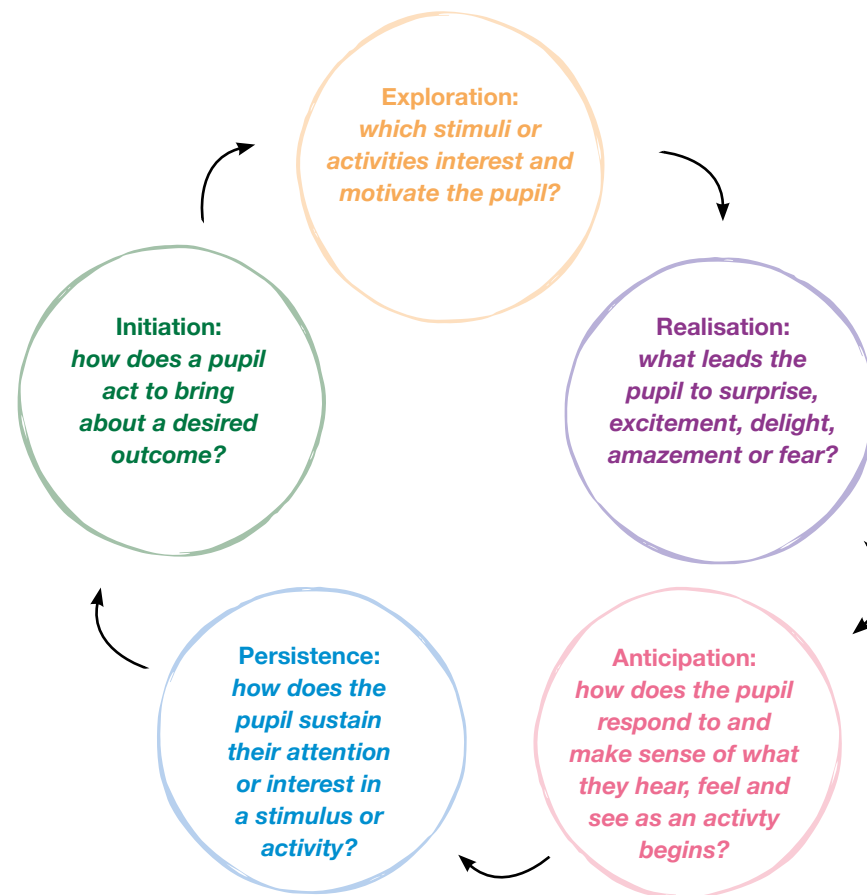 Exploration:
which stimuli or
activities interest and
motivate the pupil?
Realisation:
what leads the
pupil to surprise,
excitement, delight,
amazement or fear?
Anticipation:
how does the pupil
respond to and
make sense of what
they hear, feel and
see as an activty
begins?
Persistence:
how does the
pupil sustain
their attention
or interest in
a stimulus or
activity?
Initiation:
how does a pupil
act to bring
about a desired
outcome?